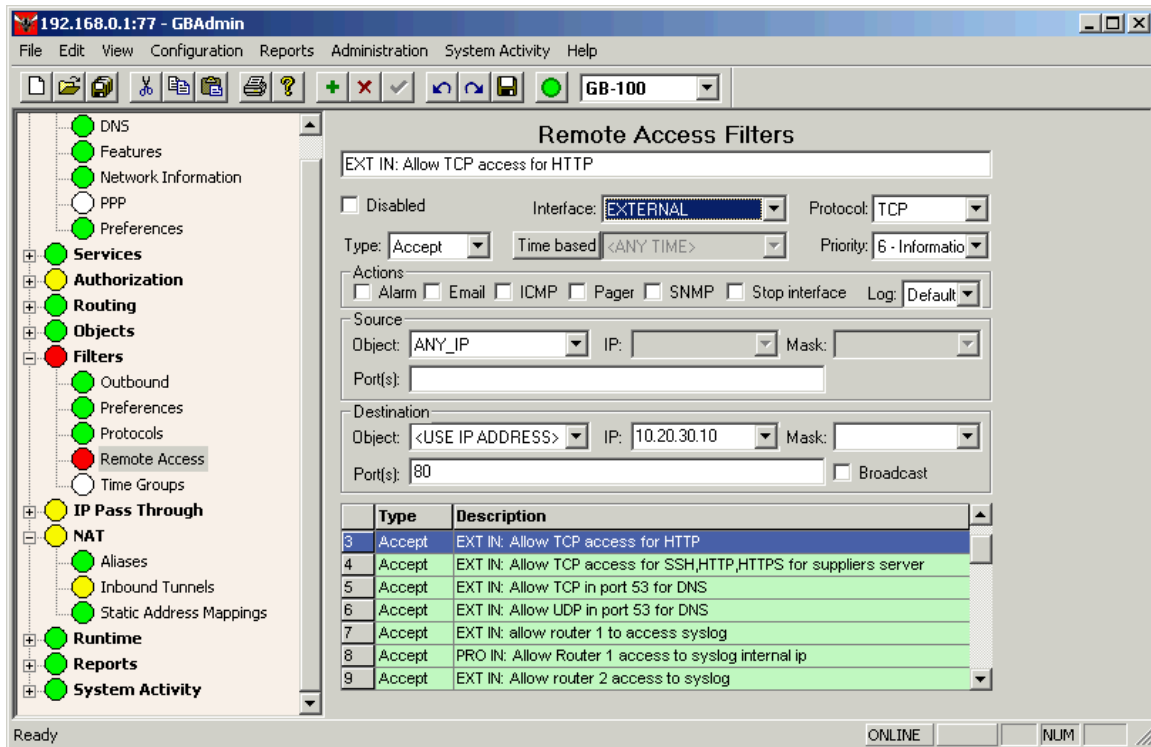 192.168.0.1:77 - GBAdmin
File Edit View Configuration Reports Administration System Activity Help
GB-100
DNS
Features
Network Information
PPP
Preferences
Services
Authorization
Routing
Objects
Filters
Outbound
Preferences
Protocols
Remote Access
Time Groups
IP Pass Through
NAT
Aliases
Inbound Tunnels
Static Address Mappings
Runtime
Reports
System Activity
Remote Access Filters
EXT IN: Allow TCP access for HTTP
Disabled Interface: EXTERNAL Protocol: TCP
Type: Accept Time based <ANY TIME> Priority: 6 - Informatio
Actions
Alarm Email ICMP Pager SNMP Stop interface Log: Default
Source
Object: ANY_IP IP: Mask:
Port(s):
Destination
Object: <USE IP ADDRESS> IP: 10.20.30.10 Mask:
Port(s): 80 Broadcast
Type Description
3 Accept EXT IN: Allow TCP access for HTTP
4 Accept EXT IN: Allow TCP access for SSH,HTTP,HTTPS for suppliers server
5 Accept EXT IN: Allow TCP in port 53 for DNS
6 Accept EXT IN: Allow UDP in port 53 for DNS
7 Accept EXT IN: allow router 1 to access syslog
8 Accept PRO IN: Allow Router 1 access to syslog internal ip
9 Accept EXT IN: Allow router 2 access to syslog
Ready ONLINE NUM